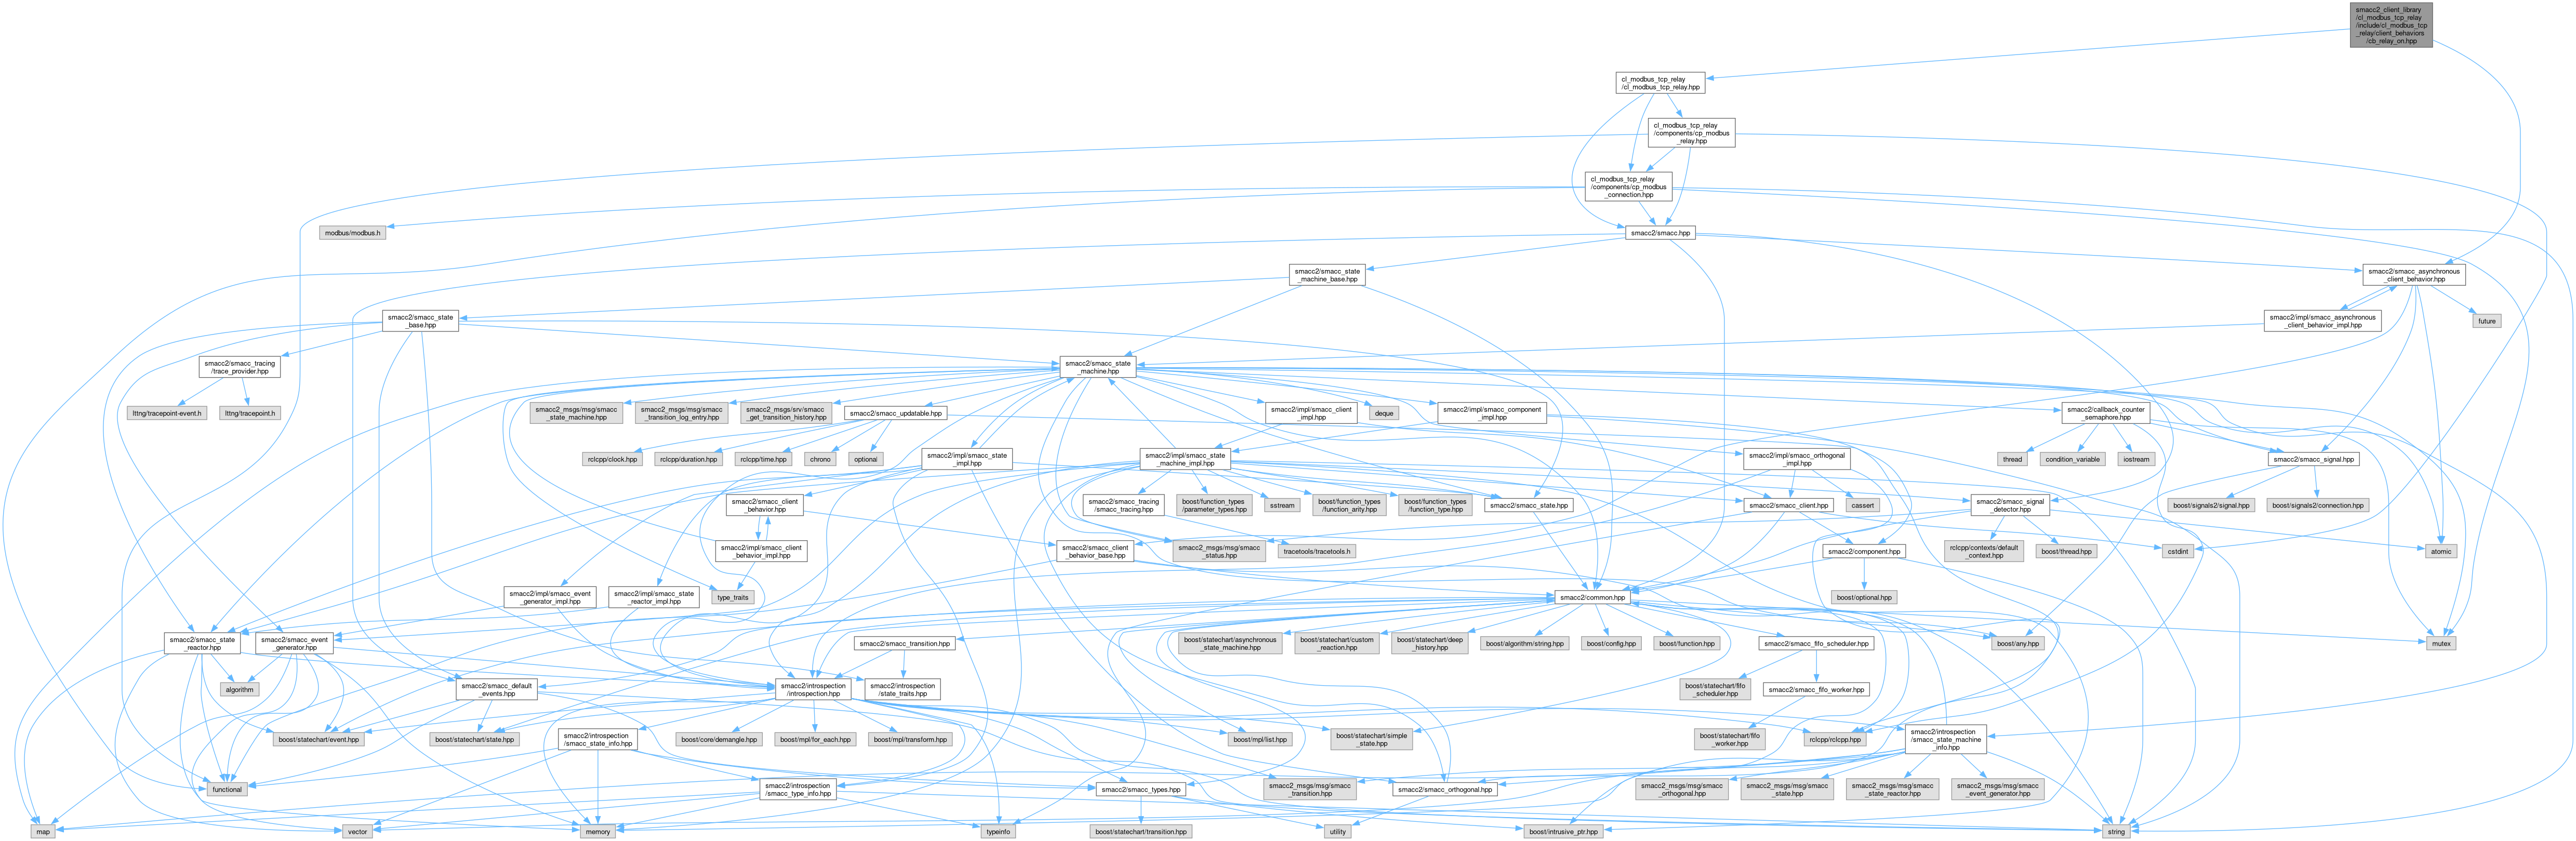 smacc2_client_library
/cl_modbus_tcp_relay
/include/cl_modbus_tcp
_relay/client_behaviors
/cb_relay_on.hpp
cl_modbus_tcp_relay
/cl_modbus_tcp_relay.hpp
cl_modbus_tcp_relay
/components/cp_modbus
_relay.hpp
cl_modbus_tcp_relay
/components/cp_modbus
_connection.hpp
modbus/modbus.h
smacc2/smacc.hpp
smacc2/smacc_state
_machine_base.hpp
smacc2/smacc_asynchronous
_client_behavior.hpp
smacc2/smacc_state
_base.hpp
smacc2/impl/smacc_asynchronous
_client_behavior_impl.hpp
future
smacc2/smacc_tracing
/trace_provider.hpp
smacc2/smacc_state
_machine.hpp
lttng/tracepoint-event.h
lttng/tracepoint.h
smacc2_msgs/msg/smacc
_state_machine.hpp
smacc2_msgs/msg/smacc
_transition_log_entry.hpp
smacc2_msgs/srv/smacc
_get_transition_history.hpp
smacc2/smacc_updatable.hpp
smacc2/impl/smacc_client
_impl.hpp
deque
smacc2/impl/smacc_component
_impl.hpp
smacc2/callback_counter
_semaphore.hpp
rclcpp/clock.hpp
rclcpp/duration.hpp
rclcpp/time.hpp
chrono
optional
smacc2/impl/smacc_state
_impl.hpp
smacc2/impl/smacc_state
_machine_impl.hpp
smacc2/impl/smacc_orthogonal
_impl.hpp
thread
condition_variable
iostream
smacc2/smacc_signal.hpp
smacc2/smacc_client
_behavior.hpp
smacc2/smacc_tracing
/smacc_tracing.hpp
boost/function_types
/parameter_types.hpp
sstream
boost/function_types
/function_arity.hpp
boost/function_types
/function_type.hpp
smacc2/smacc_state.hpp
smacc2/smacc_client.hpp
cassert
smacc2/smacc_signal
_detector.hpp
boost/signals2/signal.hpp
boost/signals2/connection.hpp
smacc2/impl/smacc_client
_behavior_impl.hpp
smacc2/smacc_client
_behavior_base.hpp
tracetools/tracetools.h
smacc2_msgs/msg/smacc
_status.hpp
smacc2/component.hpp
rclcpp/contexts/default
_context.hpp
boost/thread.hpp
cstdint
atomic
smacc2/impl/smacc_event
_generator_impl.hpp
smacc2/impl/smacc_state
_reactor_impl.hpp
type_traits
smacc2/common.hpp
boost/optional.hpp
smacc2/smacc_state
_reactor.hpp
smacc2/smacc_event
_generator.hpp
smacc2/smacc_transition.hpp
boost/statechart/asynchronous
_state_machine.hpp
boost/statechart/custom
_reaction.hpp
boost/statechart/deep
_history.hpp
boost/algorithm/string.hpp
boost/config.hpp
boost/function.hpp
smacc2/smacc_fifo_scheduler.hpp
boost/any.hpp
mutex
algorithm
smacc2/smacc_default
_events.hpp
smacc2/introspection
/introspection.hpp
smacc2/introspection
/state_traits.hpp
boost/statechart/fifo
_scheduler.hpp
smacc2/smacc_fifo_worker.hpp
boost/statechart/event.hpp
boost/statechart/state.hpp
smacc2/introspection
/smacc_state_info.hpp
boost/core/demangle.hpp
boost/mpl/for_each.hpp
boost/mpl/transform.hpp
boost/mpl/list.hpp
boost/statechart/simple
_state.hpp
boost/statechart/fifo
_worker.hpp
rclcpp/rclcpp.hpp
smacc2/introspection
/smacc_state_machine
_info.hpp
functional
smacc2/introspection
/smacc_type_info.hpp
smacc2/smacc_types.hpp
smacc2_msgs/msg/smacc
_transition.hpp
smacc2/smacc_orthogonal.hpp
smacc2_msgs/msg/smacc
_orthogonal.hpp
smacc2_msgs/msg/smacc
_state.hpp
smacc2_msgs/msg/smacc
_state_reactor.hpp
smacc2_msgs/msg/smacc
_event_generator.hpp
map
vector
memory
typeinfo
boost/statechart/transition.hpp
utility
boost/intrusive_ptr.hpp
string